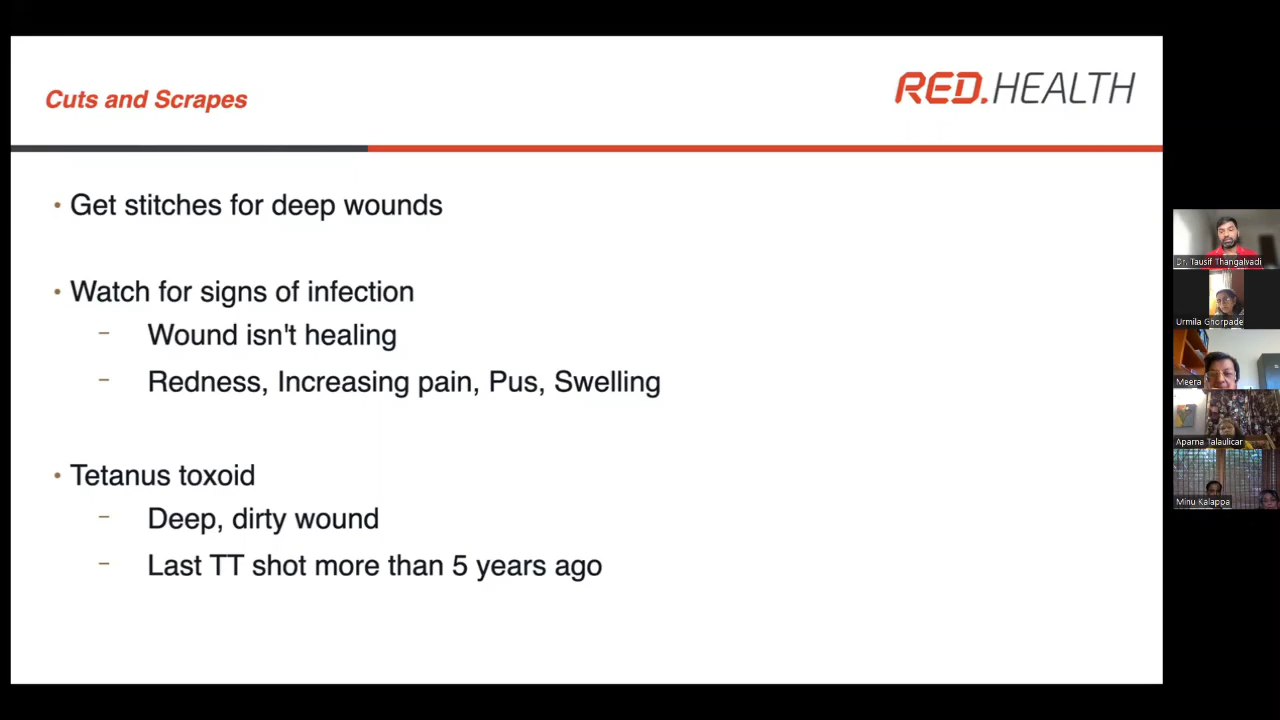 Cuts and Scrapes
RED.HEALTH
• Get stitches for deep wounds
• Watch for signs of infection
- Wound isn't healing
- Redness, Increasing pain, Pus, Swelling
• Tetanus toxoid
- Deep, dirty wound
- Last TT shot more than 5 years ago
Dr. Tausif Thangalvadi
Urmila Ghorpade
Meera
Aparna Talaulicar
Minu Kalappa